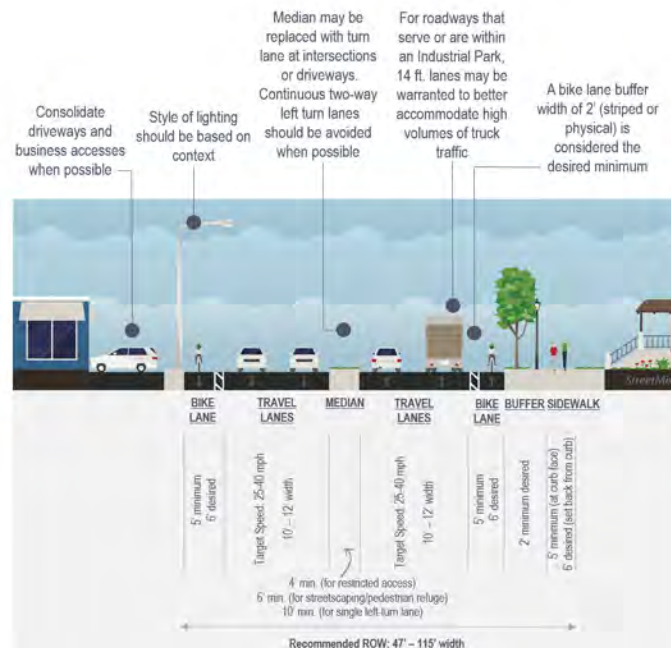 Consolidate
driveways and
business accesses
when possible
Style of lighting
should be based on
context
Median may be
replaced with turn
lane at intersections
or driveways.
Continuous two-way
left turn lanes
should be avoided
when possible
For roadways that
serve or are within
an Industrial Park,
14 ft. lanes may be
warranted to better
accommodate high
volumes of truck
traffic
A bike lane buffer
width of 2' (striped or
physical) is
considered the
desired minimum
BIKE
LANE
TRAVEL
LANES
MEDIAN
TRAVEL
LANES
BIKE
LANE
BUFFER
SIDEWALK
5' minimum
6' desired
Target Speed: 25-40 mph
10' – 12' width
Target Speed: 25-40 mph
10' – 12' width
5' minimum
6' desired
2' minimum desired
5' minimum (at curb face)
6' desired (set back from curb)
4' min. (for restricted access)
6' min. (for streetscaping/pedestrian refuge)
10' min. (for single left-turn lane)
Recommended ROW: 47' – 115' width